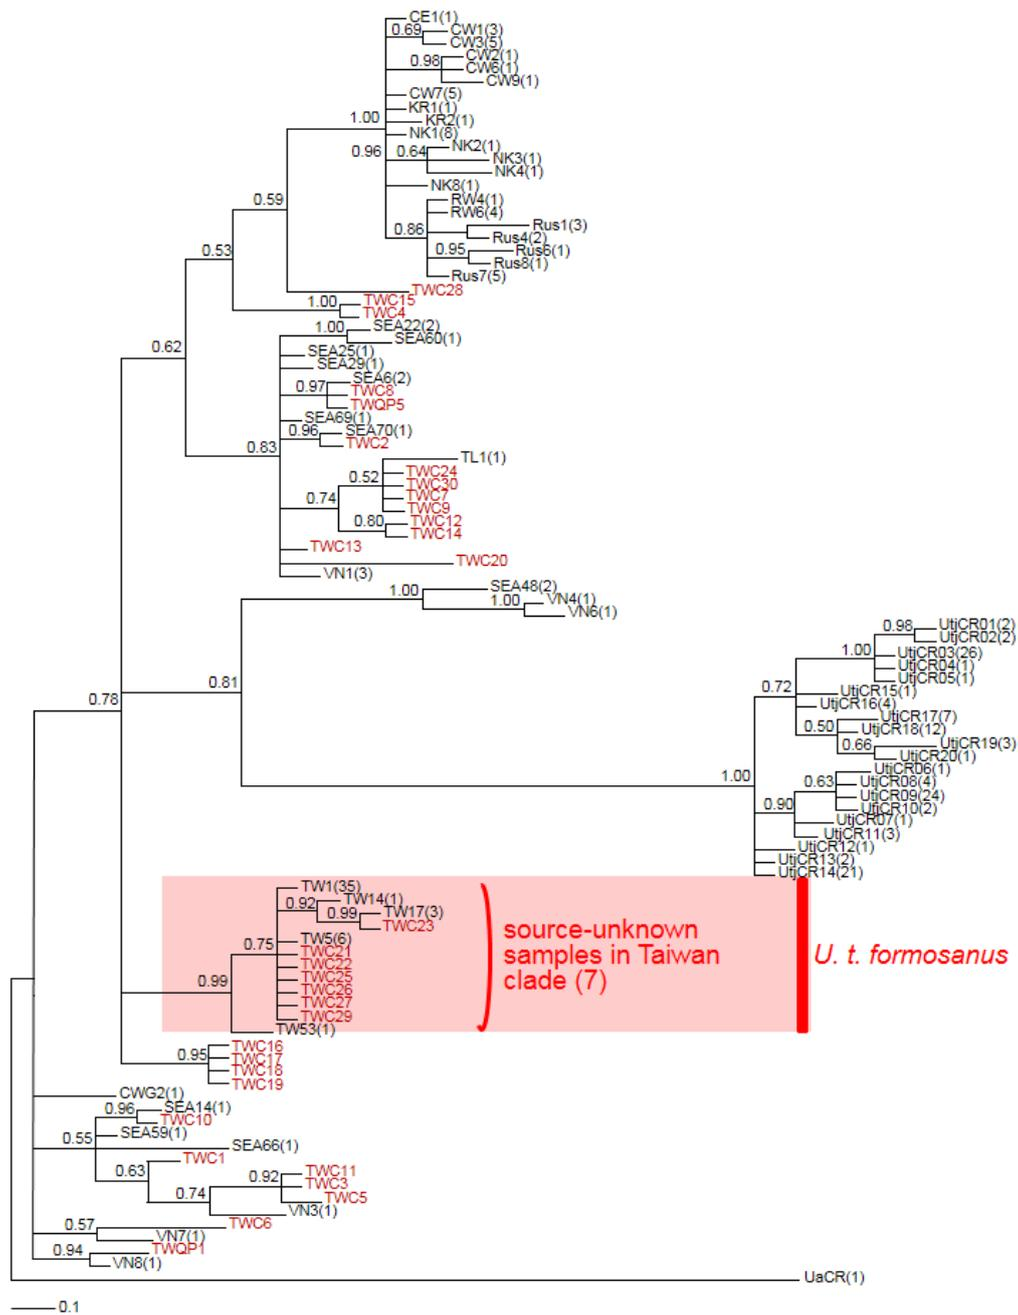 CE1(1)
0.69
CW1(3)
CW3(5)
CW2(1)
0.98
CW6(1)
CW9(1)
CW7(5)
KR1(1)
1.00
KR2(1)
NK1(8)
NK2(1)
0.96
0.64
NK3(1)
NK4(1)
NK8(1)
0.59
RW4(1)
RW6(4)
Rus1(3)
0.86
Rus4(2)
0.53
0.95
Rus6(1)
Rus8(1)
Rus7(5)
TWC28
1.00
TWC15
TWC4
1.00
SEA22(2)
SEA60(1)
0.62
SEA25(1)
SEA29(1)
SEA6(2)
0.97
TWC8
TWQP5
SEA69(1)
0.96
SEA70(1)
TWC2
0.83
TL1(1)
TWC24
0.52
TWC30
TWC7
0.74
TWC9
0.80
TWC12
TWC14
TWC13
TWC20
VN1(3)
1.00
SEA48(2)
1.00
VN4(1)
VN6(1)
0.98
UtjCR01(2)
UtjCR02(2)
1.00
UtjCR03(26)
UtjCR04(1)
UtjCR05(1)
0.81
0.72
UtjCR15(1)
0.78
UtjCR16(4)
UtjCR17(7)
0.50
UtjCR18(12)
0.66
UtjCR19(3)
UtjCR20(1)
UtjCR06(1)
1.00
0.63
UtjCR08(4)
UtjCR09(24)
0.90
UtjCR10(2)
UtjCR07(1)
UtjCR11(3)
UtjCR12(1)
UtjCR13(2)
UtjCR14(21)
TW1(35)
0.92
TW14(1)
0.99
TW17(3)
TWC23
0.75
TW5(6)
TWC21
TWC22
0.99
TWC25
TWC26
TWC27
TWC29
TW53(1)
source-unknown
samples in Taiwan
clade (7)
U. t. formosanus
TWC16
0.95
TWC17
TWC18
TWC19
CWG2(1)
0.96
SEA14(1)
TWC10
0.55
SEA59(1)
SEA66(1)
TWC1
0.63
0.92
TWC11
TWC3
0.74
TWC5
VN3(1)
0.57
TWC6
VN7(1)
0.94
TWQP1
VN8(1)
UaCR(1)
0.1